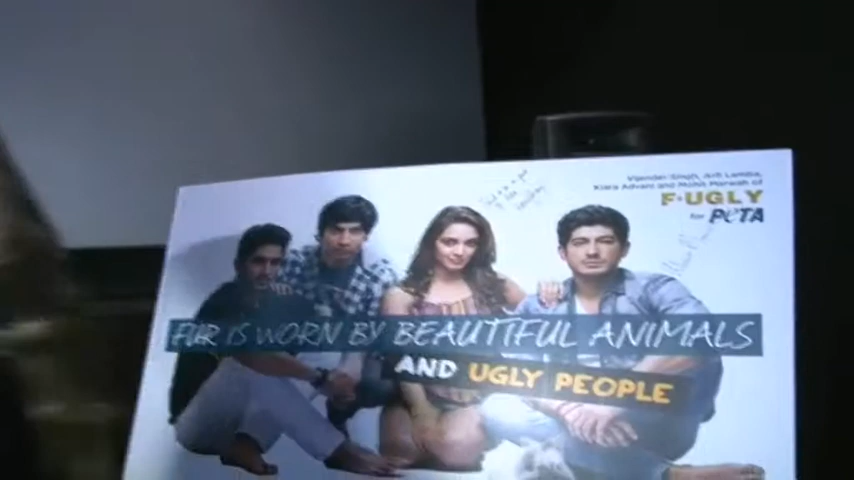 Vijender Singh, Arfi Lamba,
Kiara Advani and Mohit Marwah of
F*UGLY
for PETA
FUR IS WORN BY BEAUTIFUL ANIMALS
AND UGLY PEOPLE